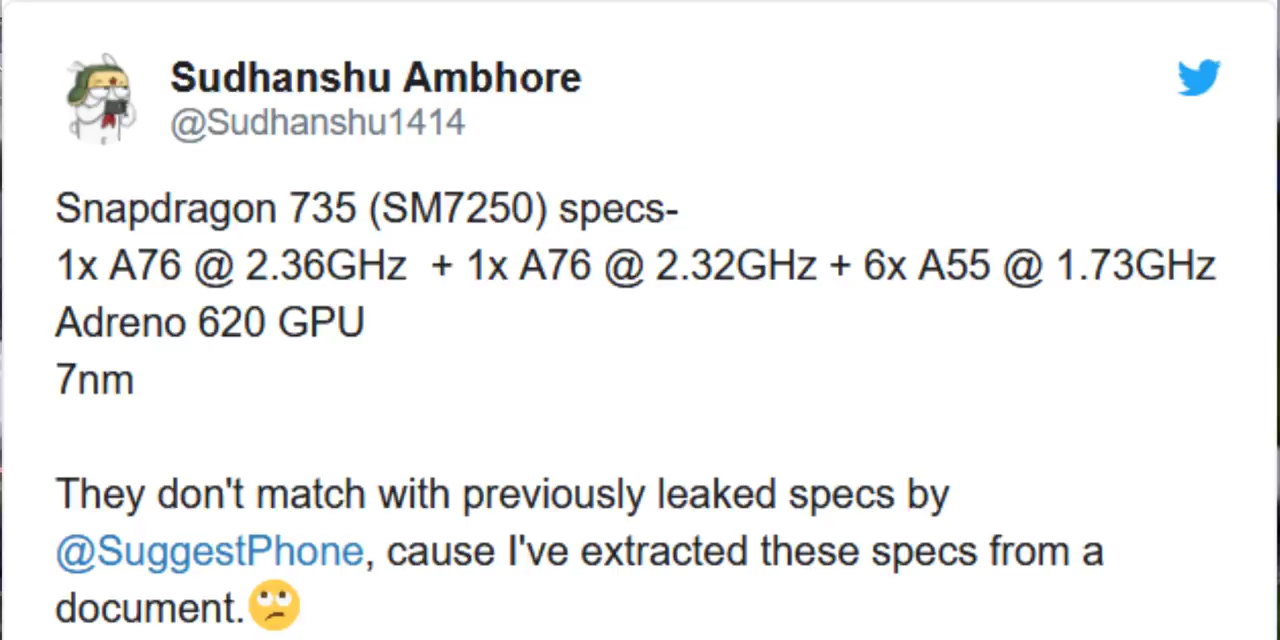 Sudhanshu Ambhore
@Sudhanshu1414
Snapdragon 735 (SM7250) specs-
1x A76 @ 2.36GHz + 1x A76 @ 2.32GHz + 6x A55 @ 1.73GHz
Adreno 620 GPU
7nm
They don't match with previously leaked specs by
@SuggestPhone, cause I've extracted these specs from a
document.🙄